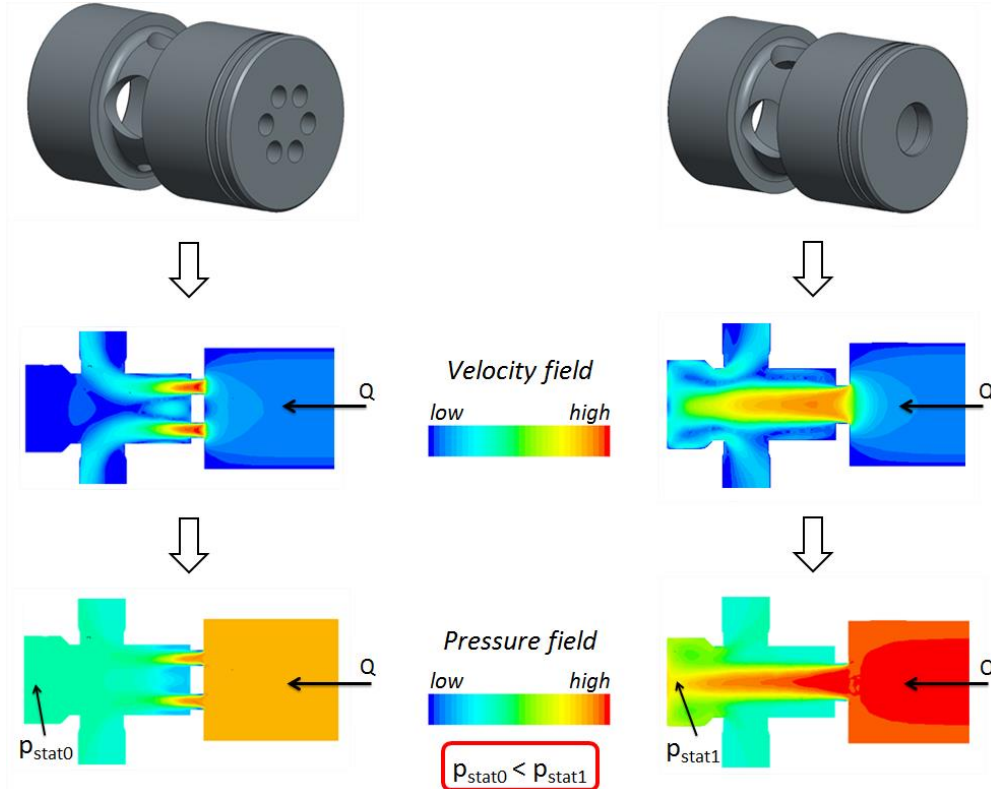 Velocity field
low high
Q
Q
Pressure field
low high
Q
Q
pstat0
pstat1
pstat0 < pstat1